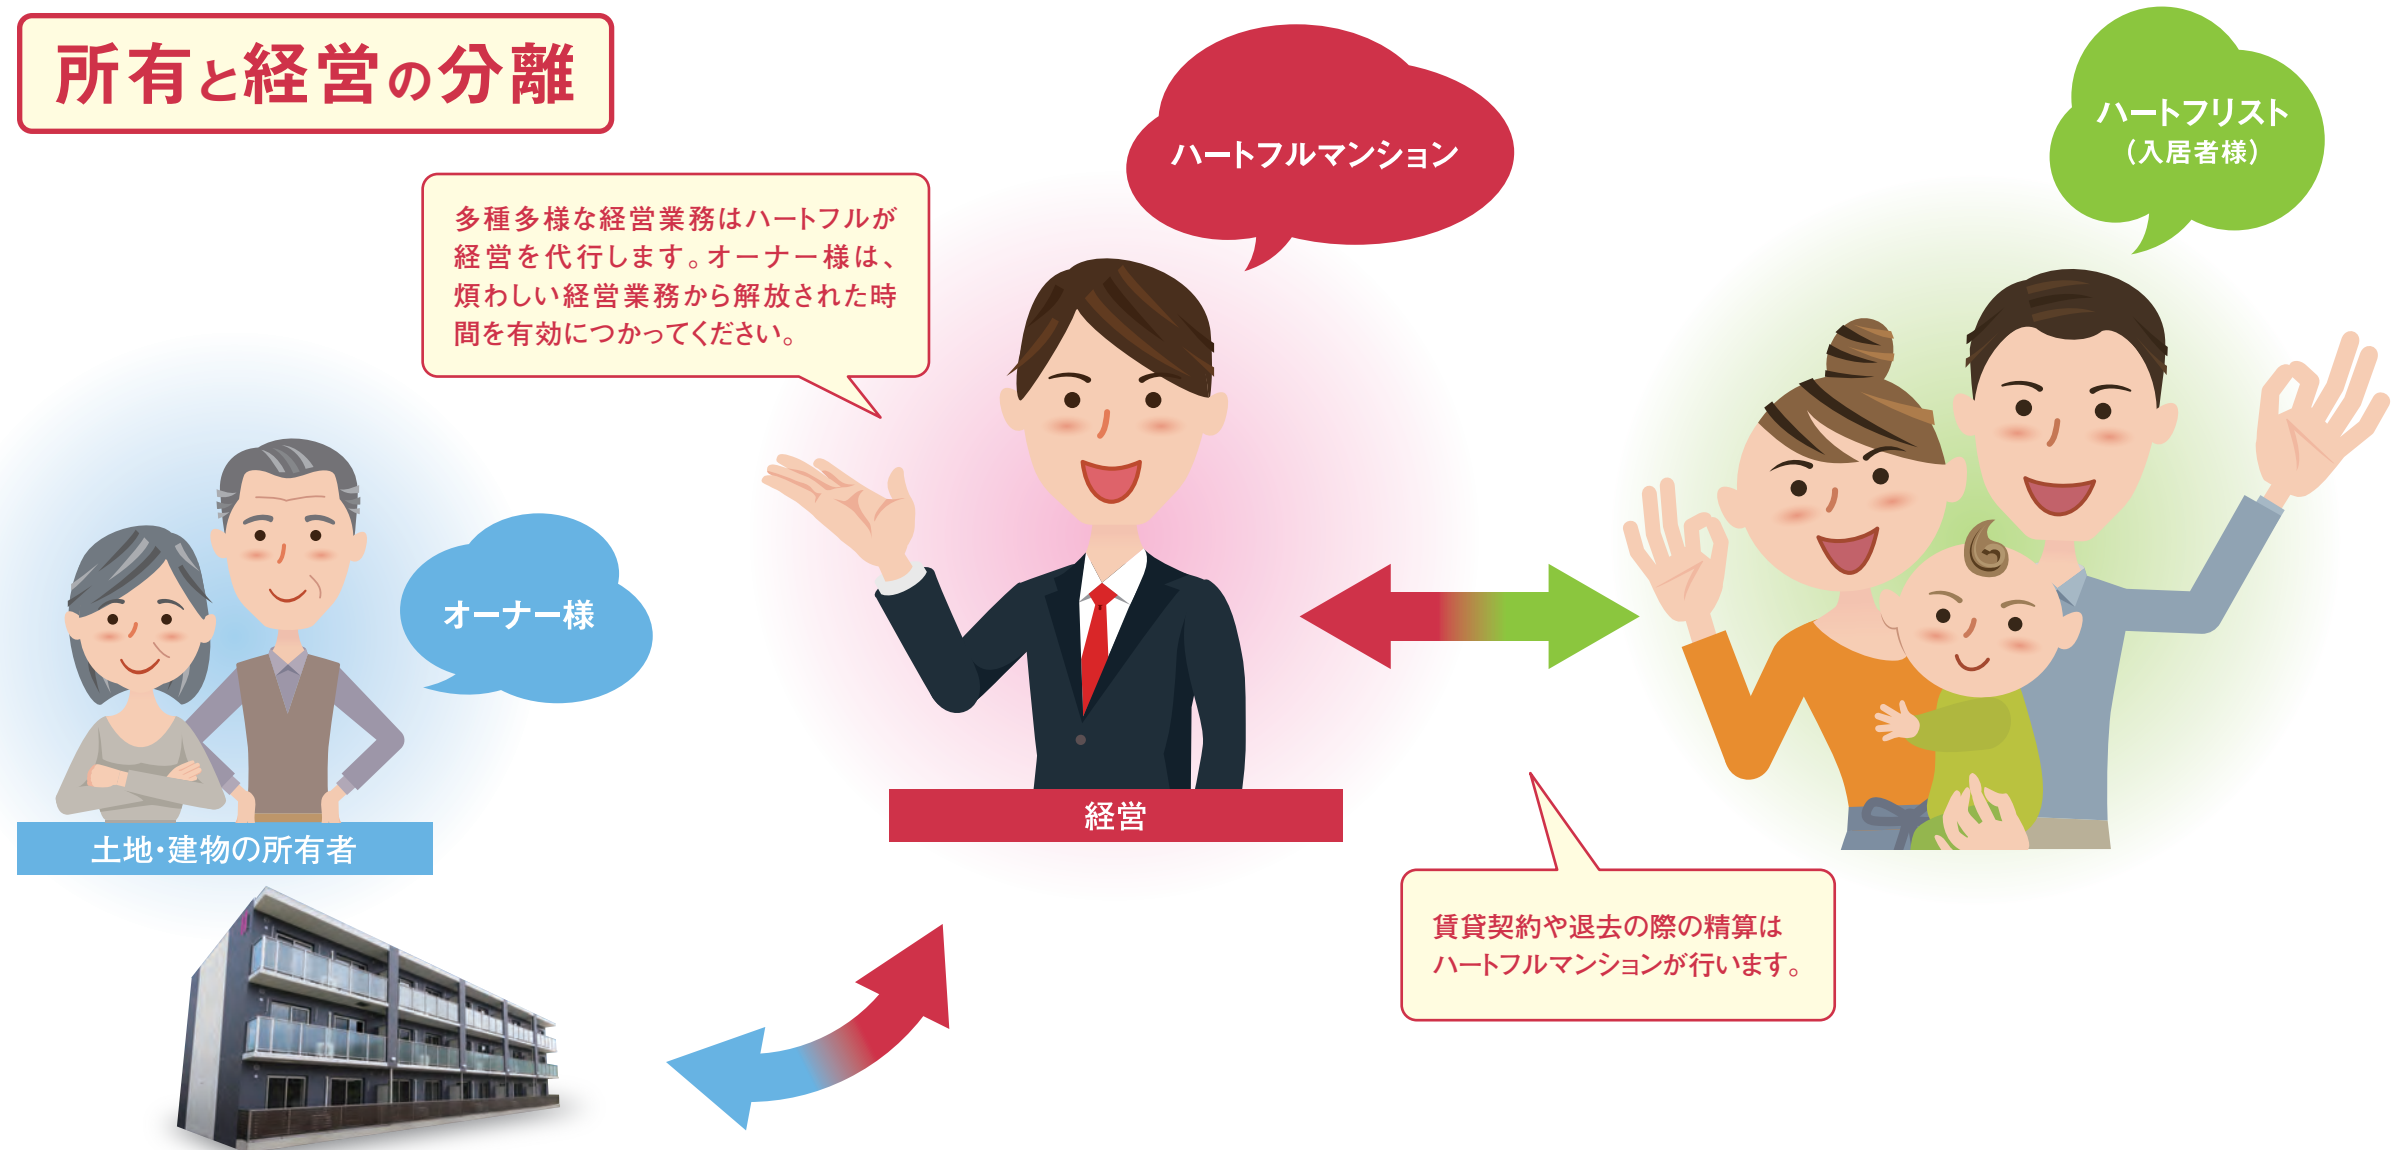 所有と経営の分離
多種多様な経営業務はハートフルが
経営を代行します。オーナー様は、
煩わしい経営業務から解放された時
間を有効につかってください。
ハートフルマンション
ハートフリスト
（入居者様）
オーナー様
土地・建物の所有者
経営
賃貸契約や退去の際の精算は
ハートフルマンションが行います。